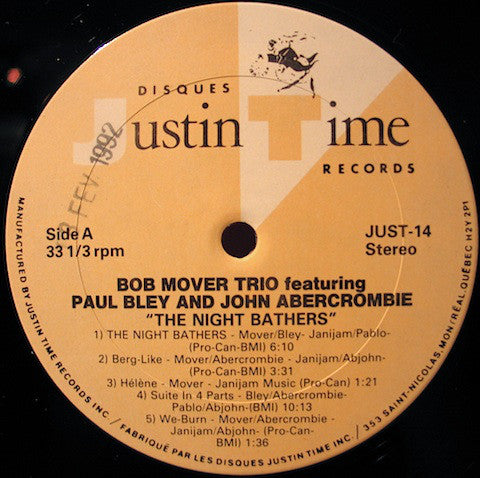 DISQUES
Justin Time
RECORDS
FEV 1992
Side A
33 1/3 rpm
JUST-14
Stereo
BOB MOVER TRIO featuring
PAUL BLEY AND JOHN ABERCROMBIE
"THE NIGHT BATHERS"
1) THE NIGHT BATHERS - Mover/Bley- Janijam/Pablo-
(Pro-Can-BMI) 6:10
2) Berg-Like - Mover/Abercrombie - Janijam/Abjohn-
(Pro-Can-BMI) 3:31
3) Hélène - Mover - Janijam Music (Pro-Can) 1:21
4) Suite In 4 Parts - Bley/Abercrombie-
Pablo/Abjohn-(BMI) 10:13
5) We-Burn - Mover/Abercrombie -
Janijam/Abjohn- (Pro-Can-
BMI) 1:36
MANUFACTURED BY JUSTIN TIME RECORDS INC. / FABRIQUÉ PAR LES DISQUES JUSTIN TIME INC. / 353 SAINT-NICOLAS, MONTRÉAL, QUÉBEC H2Y 2P1